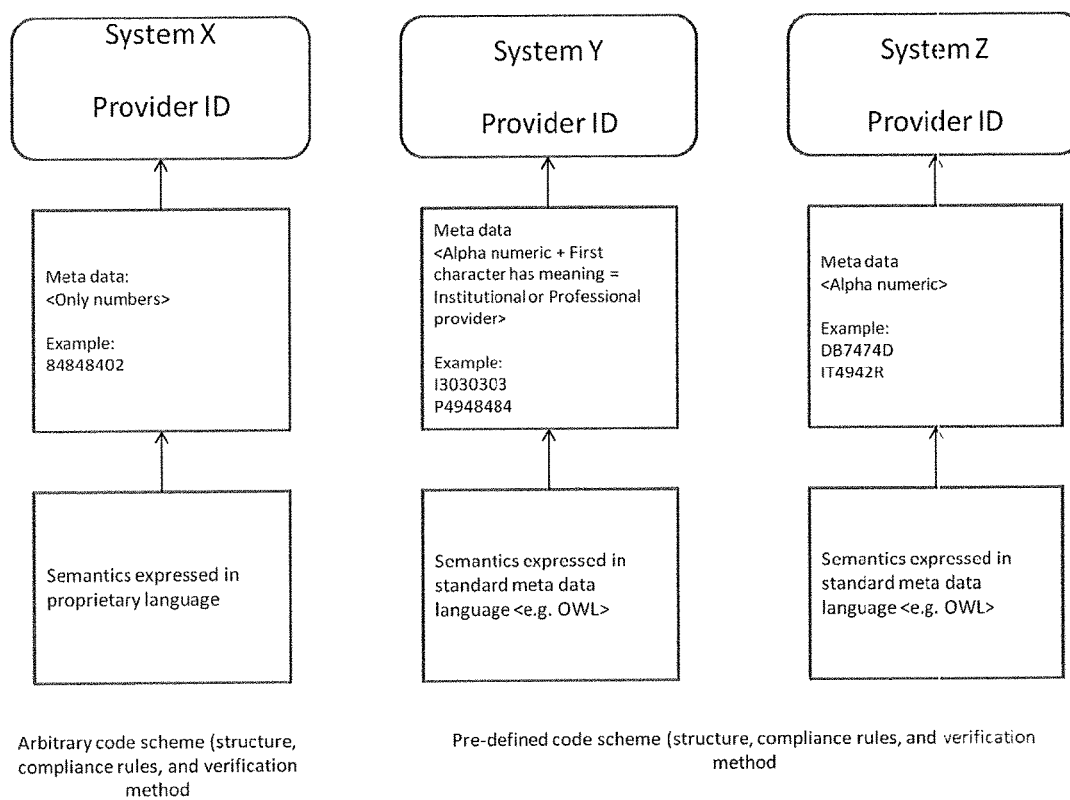 System X
Provider ID
System Y
Provider ID
System Z
Provider ID
Meta data:
<Only numbers>
Example:
84848402
Meta data
<Alpha numeric + First
character has meaning =
Institutional or Professional
provider>
Example:
I3030303
P4948484
Meta data
<Alpha numeric>
Example:
DB7474D
IT4942R
Semantics expressed in
proprietary language
Semantics expressed in
standard meta data
language <e.g. OWL>
Semantics expressed in
standard meta data
language <e.g. OWL>
Arbitrary code scheme (structure,
compliance rules, and verification
method
Pre-defined code scheme (structure, compliance rules, and verification
method